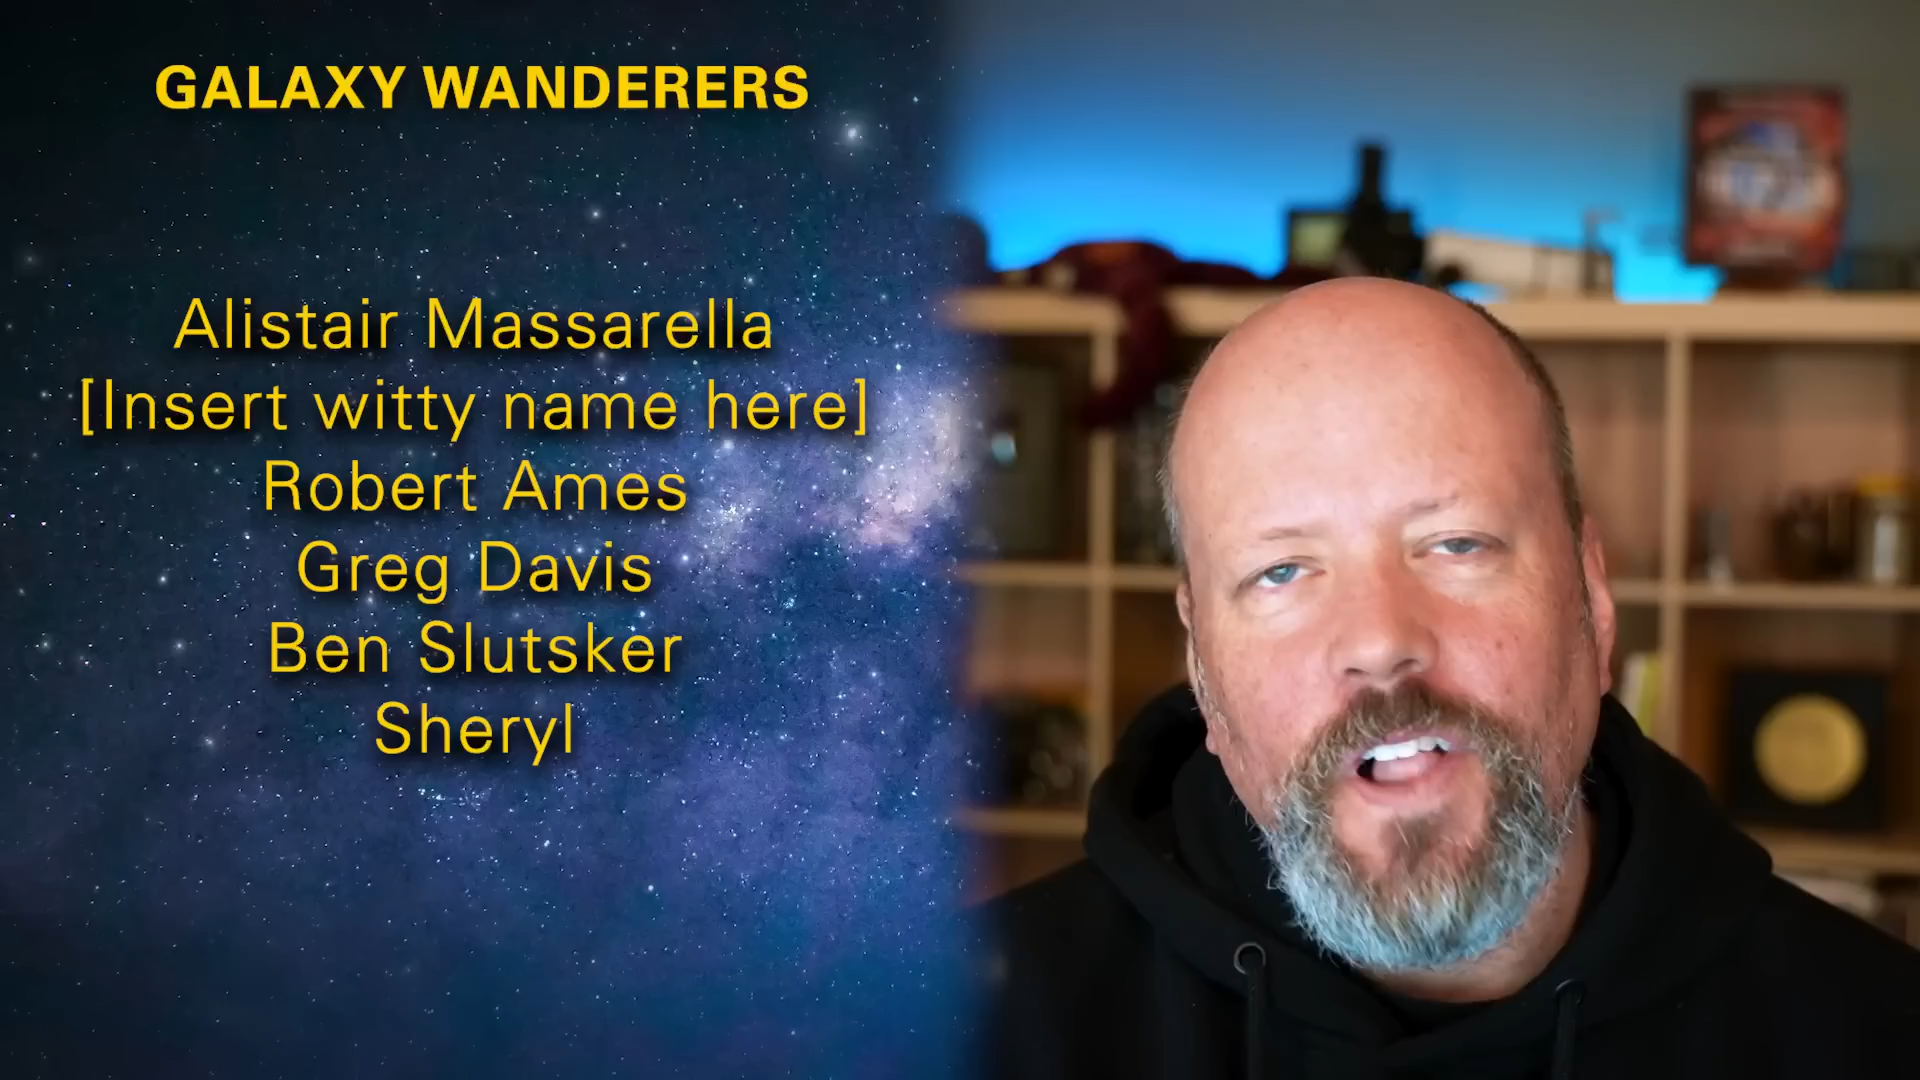 GALAXY WANDERERS
Alistair Massarella
[Insert witty name here]
Robert Ames
Greg Davis
Ben Slutsker
Sheryl